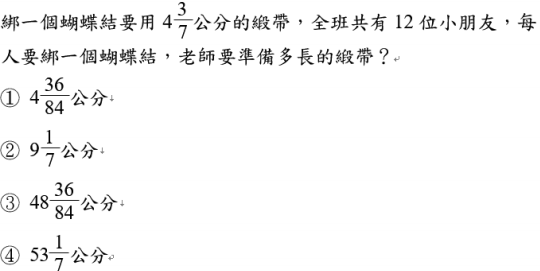 綁一個蝴蝶結要用 4 3/7 公分的緞帶，全班共有 12 位小朋友，每
人要綁一個蝴蝶結，老師要準備多長的緞帶？
① 4 36/84 公分
② 9 1/7 公分
③ 48 36/84 公分
④ 53 1/7 公分